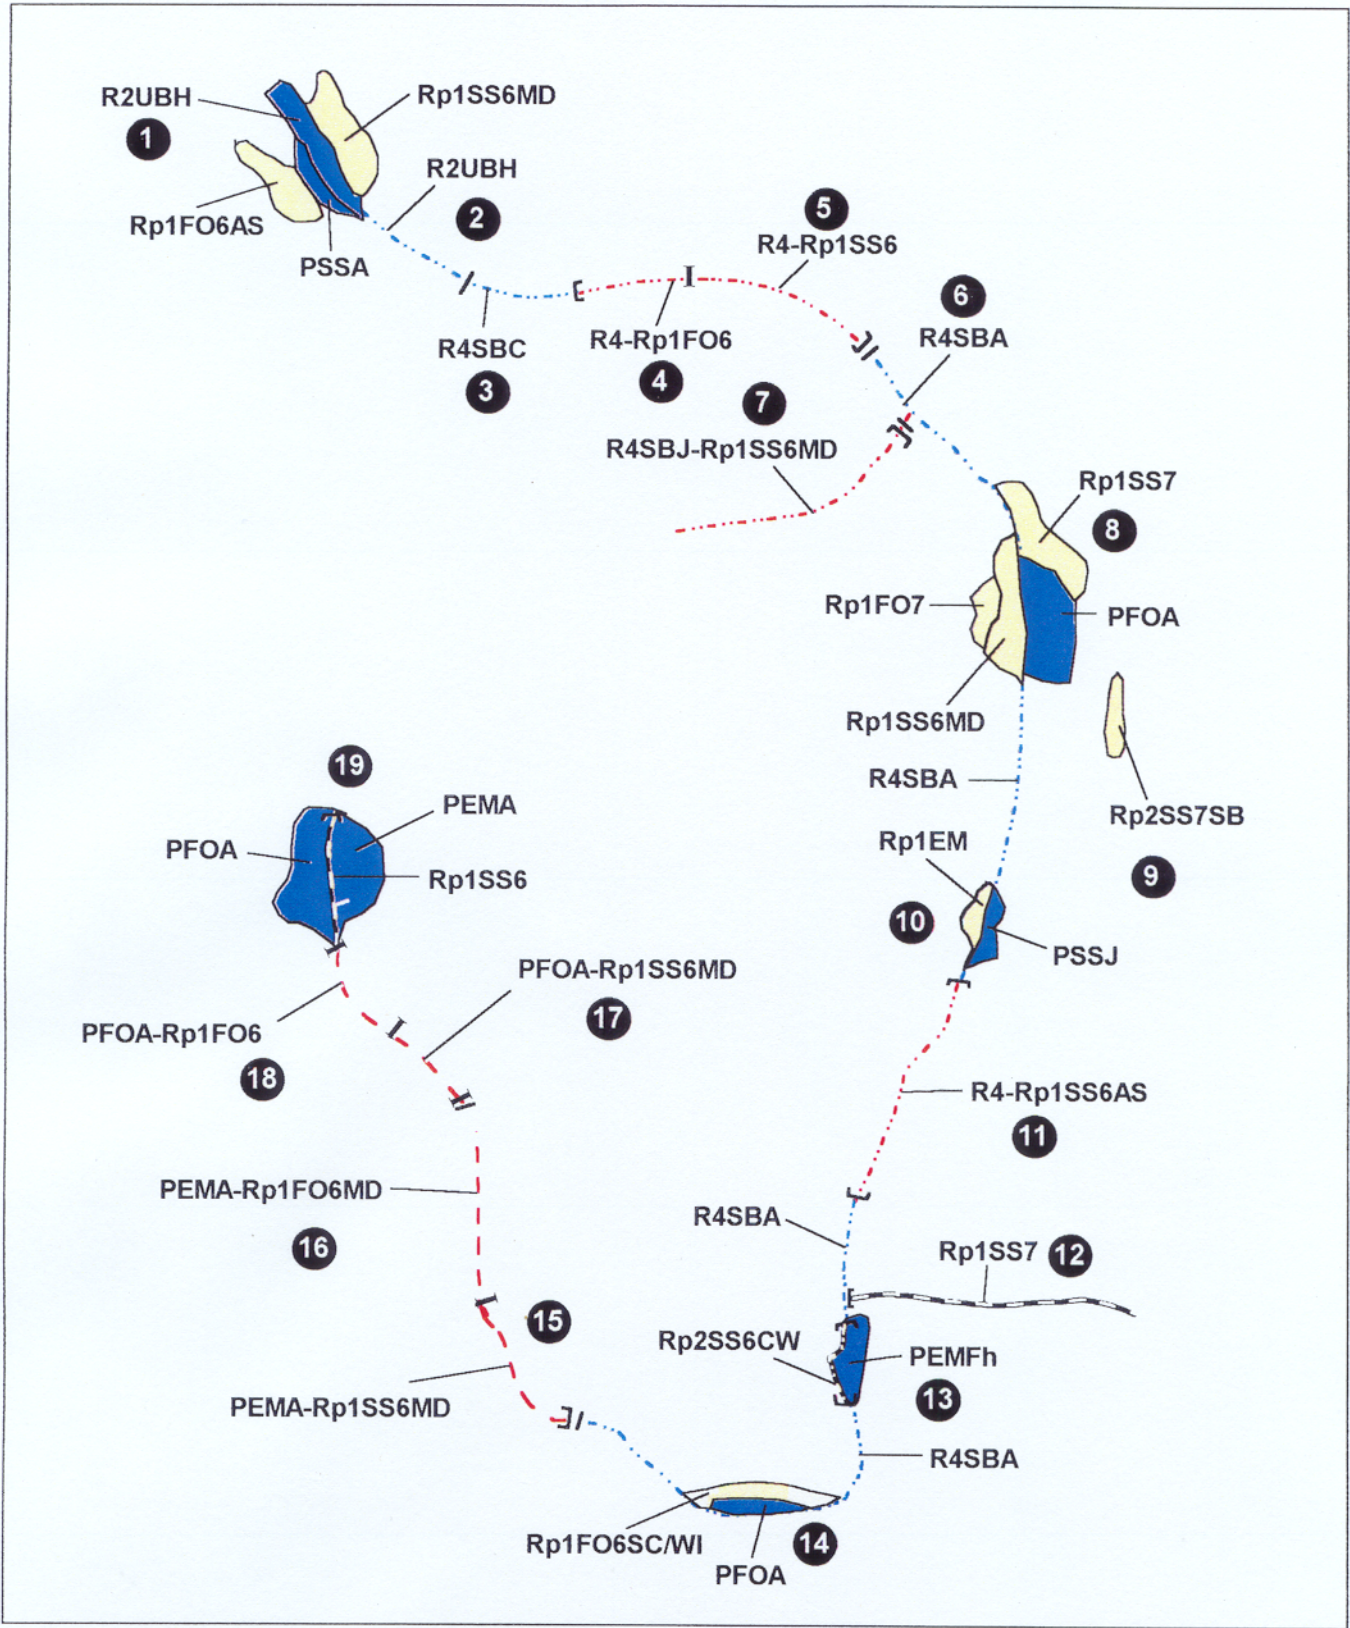 R2UBH
1
Rp1SS6MD
R2UBH
2
Rp1FO6AS
PSSA
5
R4-Rp1SS6
6
R4SBA
R4SBC
3
R4-Rp1FO6
4
7
R4SBJ-Rp1SS6MD
Rp1SS7
8
Rp1FO7
PFOA
Rp1SS6MD
R4SBA
Rp2SS7SB
9
19
PEMA
PFOA
Rp1SS6
Rp1EM
10
PSSJ
PFOA-Rp1SS6MD
17
PFOA-Rp1FO6
18
R4-Rp1SS6AS
11
PEMA-Rp1FO6MD
16
R4SBA
Rp1SS7
12
15
Rp2SS6CW
PEMFh
13
PEMA-Rp1SS6MD
R4SBA
Rp1FO6SC/WI
14
PFOA